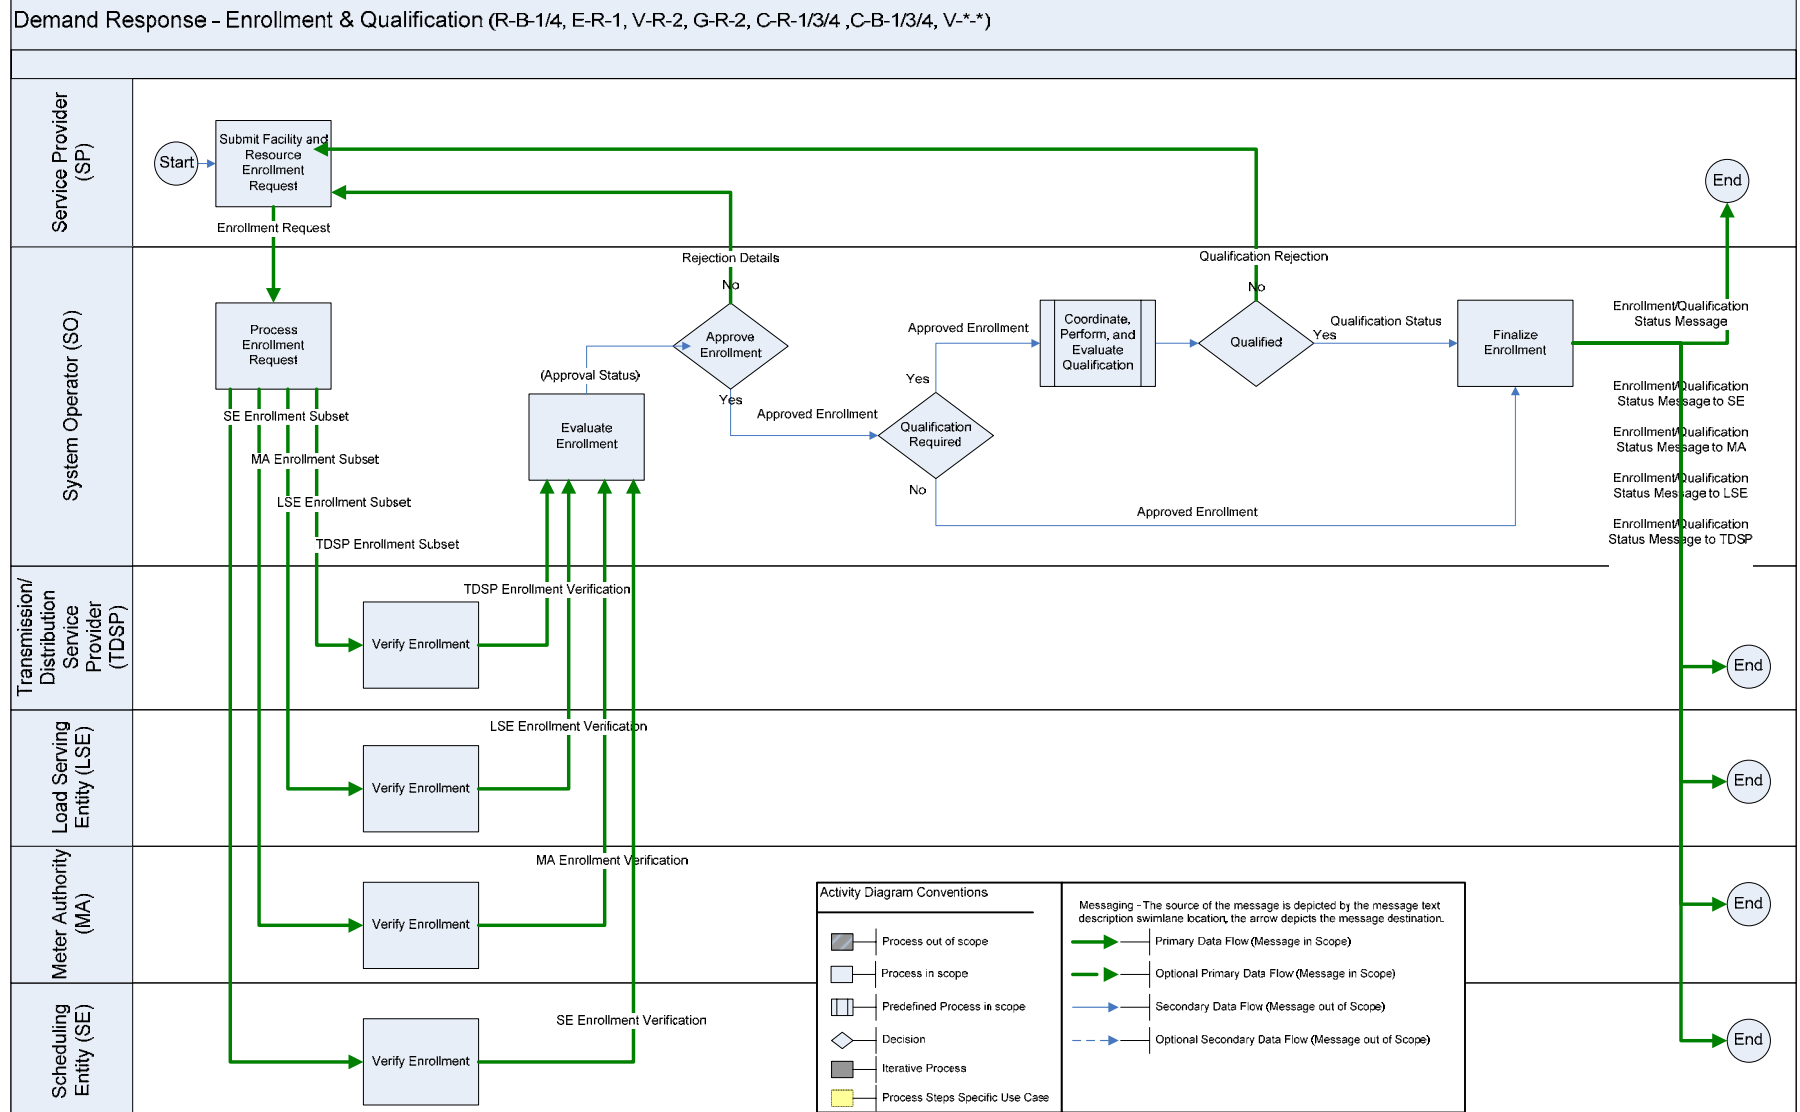 Demand Response - Enrollment & Qualification (R-B-1/4, E-R-1, V-R-2, G-R-2, C-R-1/3/4 ,C-B-1/3/4, V-*-*)
Service Provider
(SP)
Start
Submit Facility and
Resource
Enrollment
Request
Enrollment Request
End
System Operator (SO)
Process
Enrollment
Request
SE Enrollment Subset
MA Enrollment Subset
LSE Enrollment Subset
TDSP Enrollment Subset
(Approval Status)
Evaluate
Enrollment
Rejection Details
No
Approve
Enrollment
Yes
Approved Enrollment
Qualification
Required
Yes
No
Approved Enrollment
Approved Enrollment
Coordinate,
Perform, and
Evaluate
Qualification
Qualification Rejection
No
Qualified
Yes
Qualification Status
Finalize
Enrollment
Enrollment/Qualification
Status Message
Enrollment/Qualification
Status Message to SE
Enrollment/Qualification
Status Message to MA
Enrollment/Qualification
Status Message to LSE
Enrollment/Qualification
Status Message to TDSP
Transmission/
Distribution
Service
Provider
(TDSP)
TDSP Enrollment Verification
Verify Enrollment
End
Load Serving
Entity (LSE)
LSE Enrollment Verification
Verify Enrollment
End
Meter Authority
(MA)
MA Enrollment Verification
Verify Enrollment
End
Scheduling
Entity (SE)
SE Enrollment Verification
Verify Enrollment
End
Activity Diagram Conventions
Process out of scope
Process in scope
Predefined Process in scope
Decision
Iterative Process
Process Steps Specific Use Case
Messaging - The source of the message is depicted by the message text
description swimlane location, the arrow depicts the message destination.
Primary Data Flow (Message in Scope)
Optional Primary Data Flow (Message in Scope)
Secondary Data Flow (Message out of Scope)
Optional Secondary Data Flow (Message out of Scope)